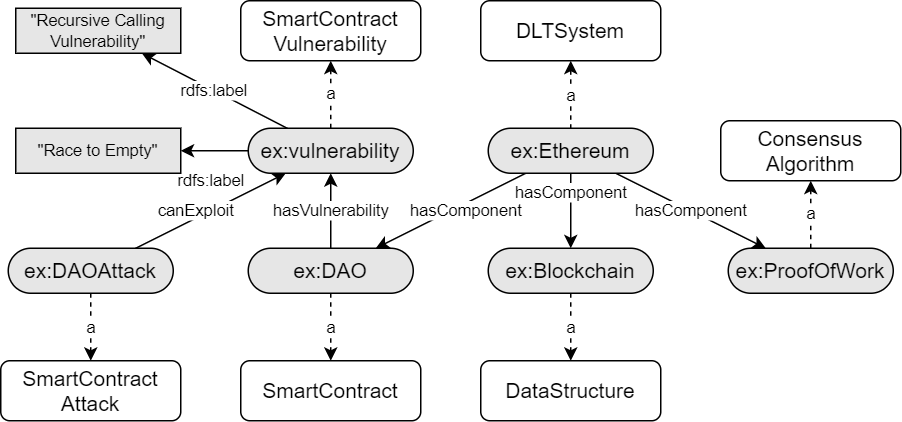 "Recursive Calling
Vulnerability"
SmartContract
Vulnerability
DLTSystem
rdfs:label
a
a
"Race to Empty"
ex:vulnerability
ex:Ethereum
Consensus
Algorithm
rdfs:label
hasComponent
canExploit
hasVulnerability
hasComponent
hasComponent
a
ex:DAOAttack
ex:DAO
ex:Blockchain
ex:ProofOfWork
a
a
a
SmartContract
Attack
SmartContract
DataStructure